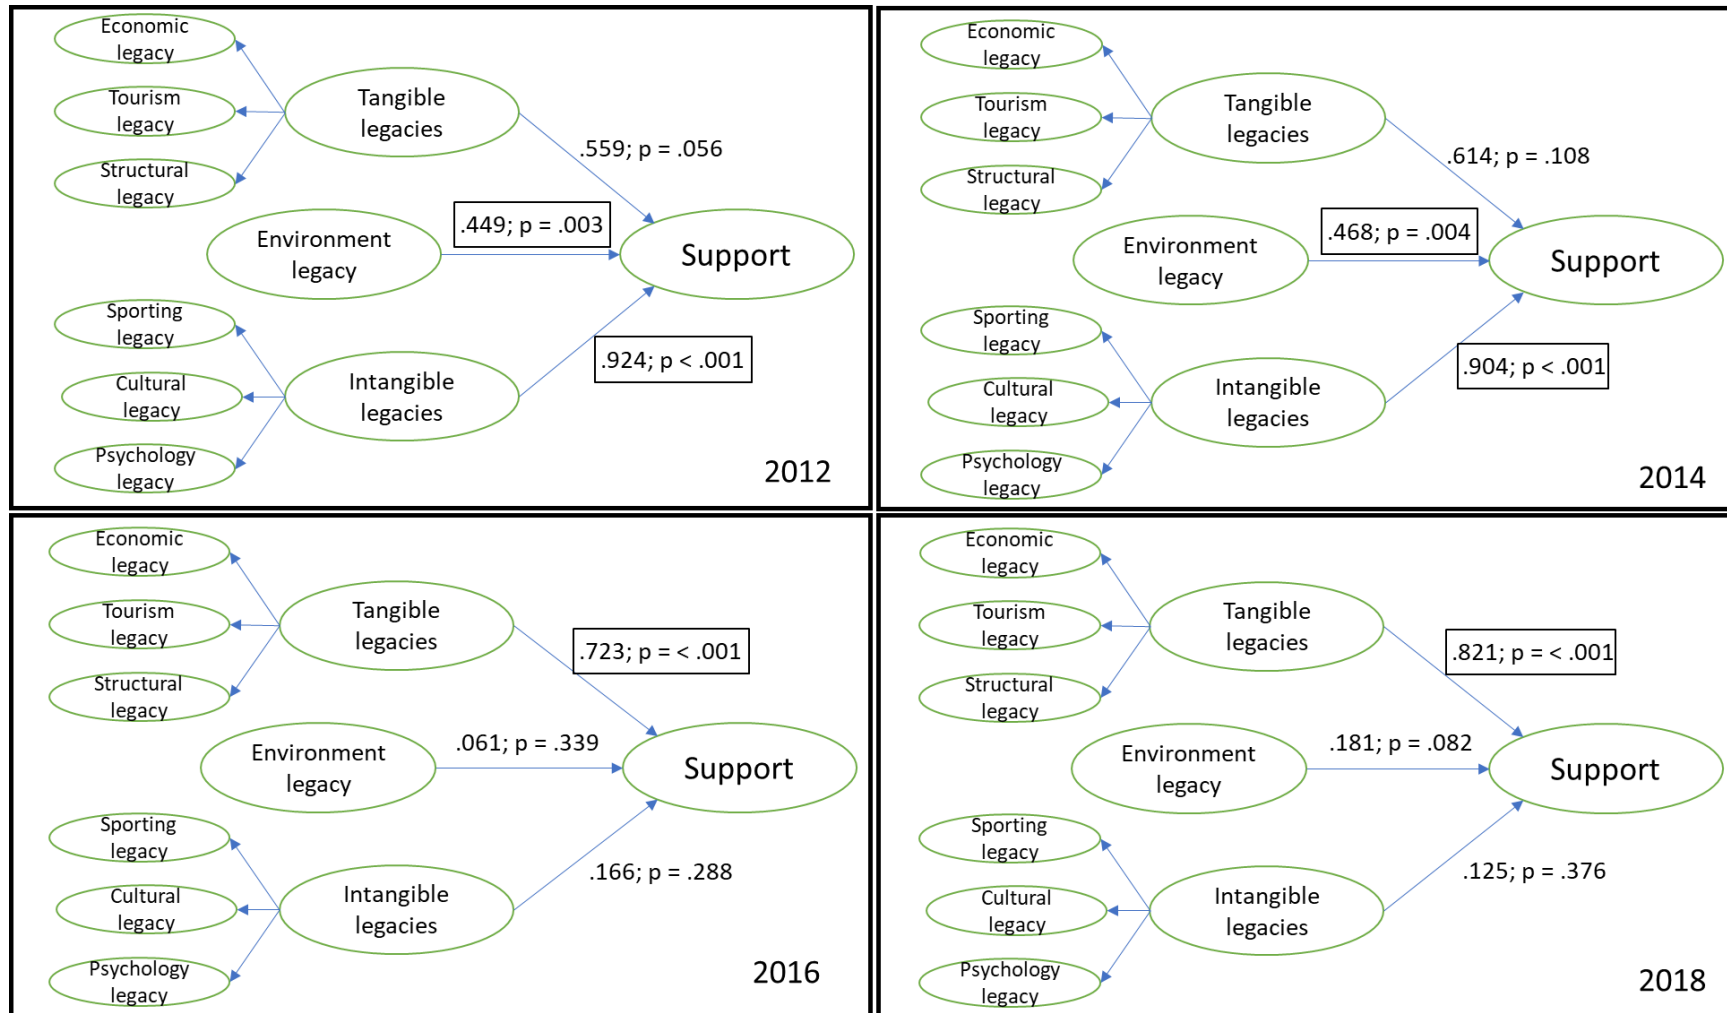 Economic
legacy
Tourism
legacy
Structural
legacy
Tangible
legacies
.559; p = .056
Environment
legacy
.449; p = .003
Support
Sporting
legacy
Cultural
legacy
Psychology
legacy
Intangible
legacies
.924; p < .001
2012
Economic
legacy
Tourism
legacy
Structural
legacy
Tangible
legacies
.614; p = .108
Environment
legacy
.468; p = .004
Support
Sporting
legacy
Cultural
legacy
Psychology
legacy
Intangible
legacies
.904; p < .001
2014
Economic
legacy
Tourism
legacy
Structural
legacy
Tangible
legacies
.723; p = < .001
Environment
legacy
.061; p = .339
Support
Sporting
legacy
Cultural
legacy
Psychology
legacy
Intangible
legacies
.166; p = .288
2016
Economic
legacy
Tourism
legacy
Structural
legacy
Tangible
legacies
.821; p = < .001
Environment
legacy
.181; p = .082
Support
Sporting
legacy
Cultural
legacy
Psychology
legacy
Intangible
legacies
.125; p = .376
2018